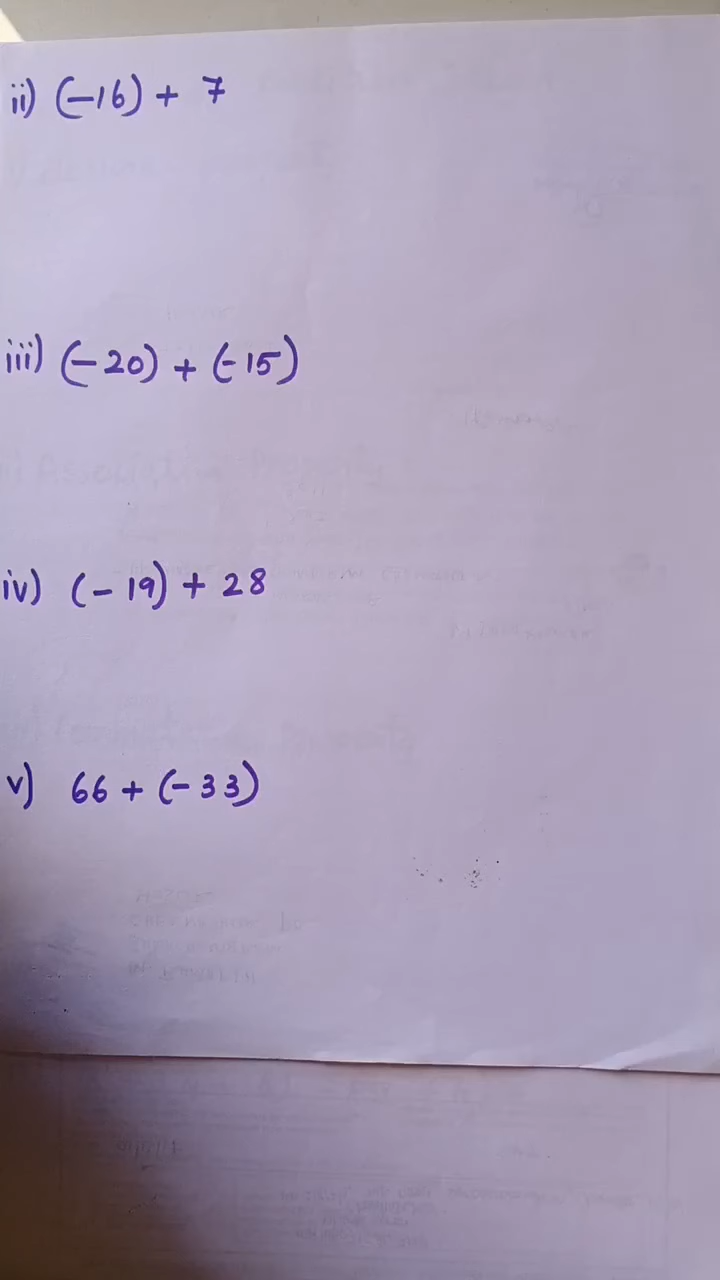 ii) (-16) + 7
iii) (-20) + (-15)
iv) (-19) + 28
v) 66 + (-33)